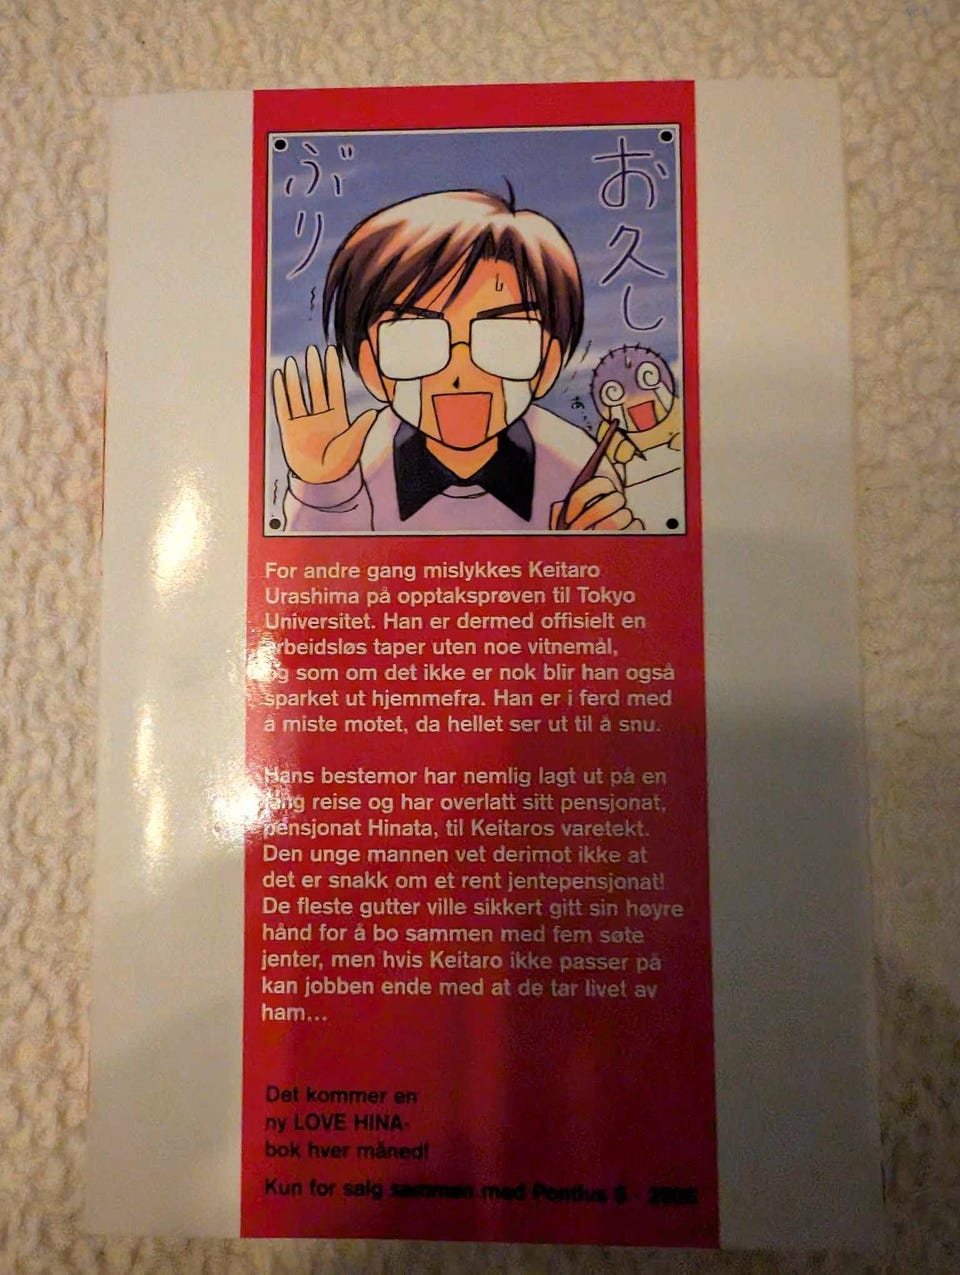 お久し
ぶり
あ
For andre gang mislykkes Keitaro
Urashima på opptaksprøven til Tokyo
Universitet. Han er dermed offisielt en
arbeidsløs taper uten noe vitnemål,
og som om det ikke er nok blir han også
sparket ut hjemmefra. Han er i ferd med
å miste motet, da hellet ser ut til å snu.
Hans bestemor har nemlig lagt ut på en
lang reise og har overlatt sitt pensjonat,
pensjonat Hinata, til Keitaros varetekt.
Den unge mannen vet derimot ikke at
det er snakk om et rent jentepensjonat!
De fleste gutter ville sikkert gitt sin høyre
hånd for å bo sammen med fem søte
jenter, men hvis Keitaro ikke passer på
kan jobben ende med at de tar livet av
ham...
Det kommer en
ny LOVE HINA-
bok hver måned!
Kun for salg sammen med Pontius